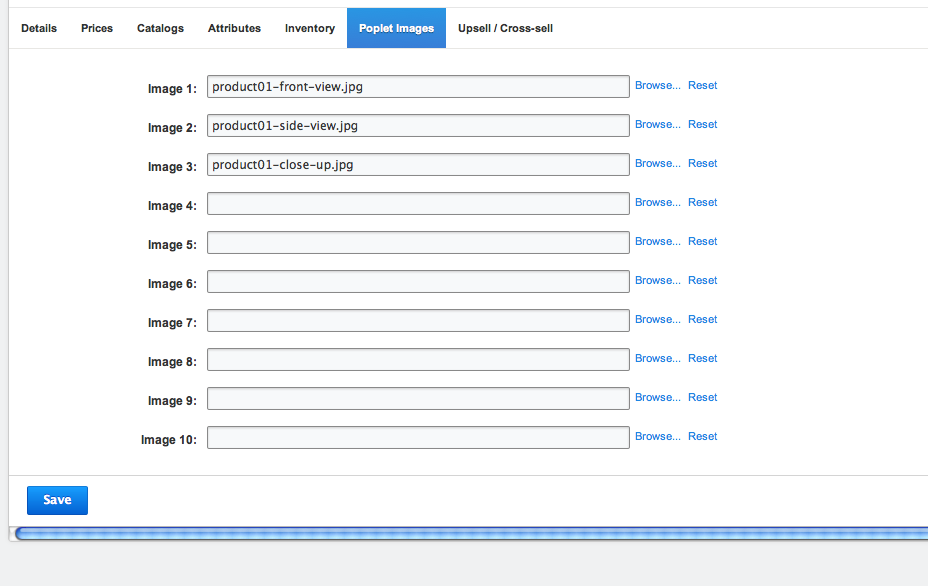 Details Prices Catalogs Attributes Inventory Poplet Images Upsell / Cross-sell
Image 1: product01-front-view.jpg Browse... Reset
Image 2: product01-side-view.jpg Browse... Reset
Image 3: product01-close-up.jpg Browse... Reset
Image 4: Browse... Reset
Image 5: Browse... Reset
Image 6: Browse... Reset
Image 7: Browse... Reset
Image 8: Browse... Reset
Image 9: Browse... Reset
Image 10: Browse... Reset
Save